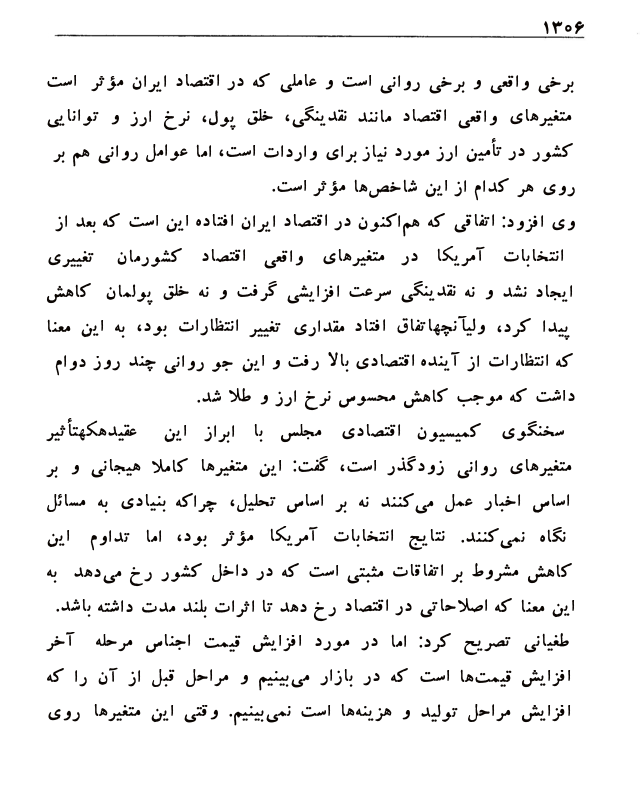 ۱۳۰۶
برخی واقعی و برخی روانی است و عاملی که در اقتصاد ایران مؤثر است
متغیرهای واقعی اقتصاد مانند نقدینگی، خلق پول، نرخ ارز و توانایی
کشور در تأمین ارز مورد نیاز برای واردات است، اما عوامل روانی هم بر
روی هر کدام از این شاخص‌ها مؤثر است.
وی افزود: اتفاقی که هم‌اکنون در اقتصاد ایران افتاده این است که بعد از
انتخابات آمریکا در متغیرهای واقعی اقتصاد کشورمان تغییری
ایجاد نشد و نه نقدینگی سرعت افزایشی گرفت و نه خلق پولمان کاهش
پیدا کرد، ولیآنچهاتفاق افتاد مقداری تغییر انتظارات بود، به این معنا
که انتظارات از آینده اقتصادی بالا رفت و این جو روانی چند روز دوام
داشت که موجب کاهش محسوس نرخ ارز و طلا شد.
سخنگوی کمیسیون اقتصادی مجلس با ابراز این عقیدهکهتأثیر
متغیرهای روانی زودگذر است، گفت: این متغیرها کاملا هیجانی و بر
اساس اخبار عمل می‌کنند نه بر اساس تحلیل، چراکه بنیادی به مسائل
نگاه نمی‌کنند. نتایج انتخابات آمریکا مؤثر بود، اما تداوم این
کاهش مشروط بر اتفاقات مثبتی است که در داخل کشور رخ می‌دهد به
این معنا که اصلاحاتی در اقتصاد رخ دهد تا اثرات بلند مدت داشته باشد.
طغیانی تصریح کرد: اما در مورد افزایش قیمت اجناس مرحله آخر
افزایش قیمت‌ها است که در بازار می‌بینیم و مراحل قبل از آن را که
افزایش مراحل تولید و هزینه‌ها است نمی‌بینیم. وقتی این متغیرها روی